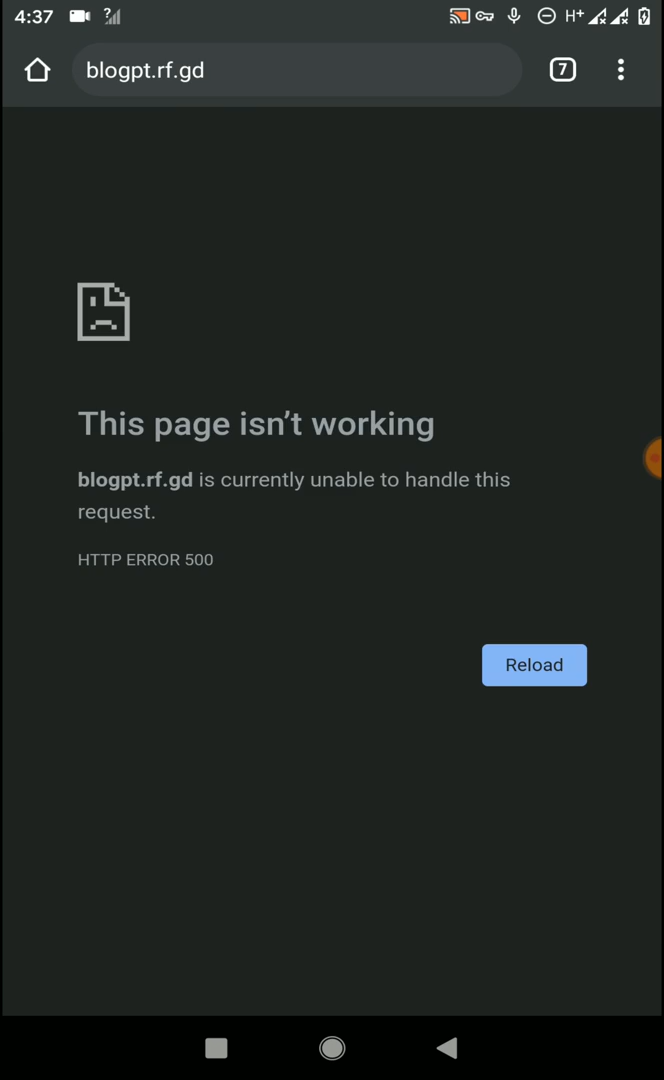 4:37
?
H+
blogpt.rf.gd
7
This page isn’t working
blogpt.rf.gd is currently unable to handle this
request.
HTTP ERROR 500
Reload